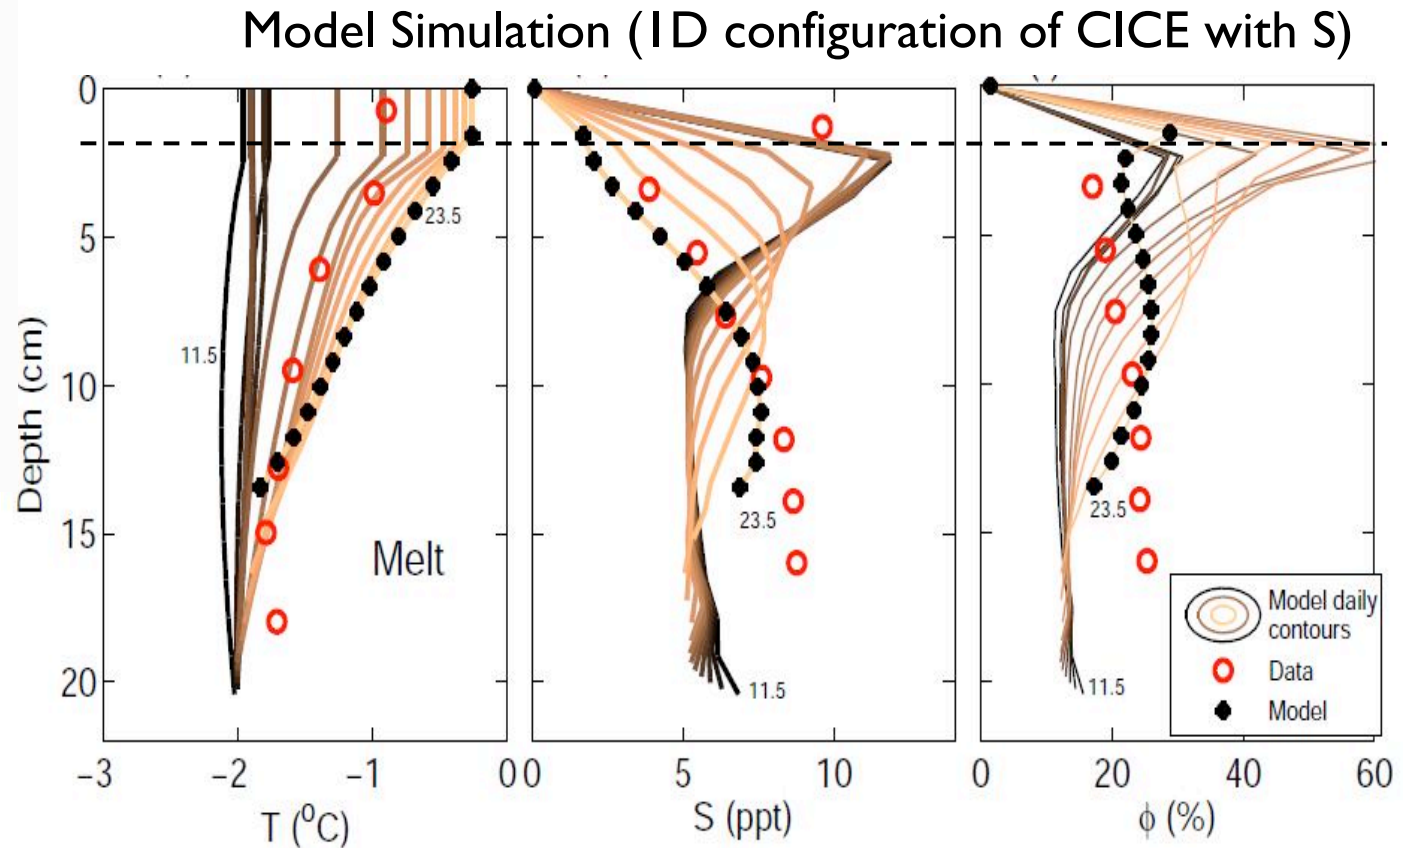 Model Simulation (1D configuration of CICE with S)
0
5
10
15
20
Depth (cm)
11.5
23.5
Melt
−3
−2
−1
0
T (⁰C)
23.5
11.5
0
5
10
S (ppt)
23.5
11.5
Model daily
contours
Data
Model
0
20
40
60
ϕ (%)